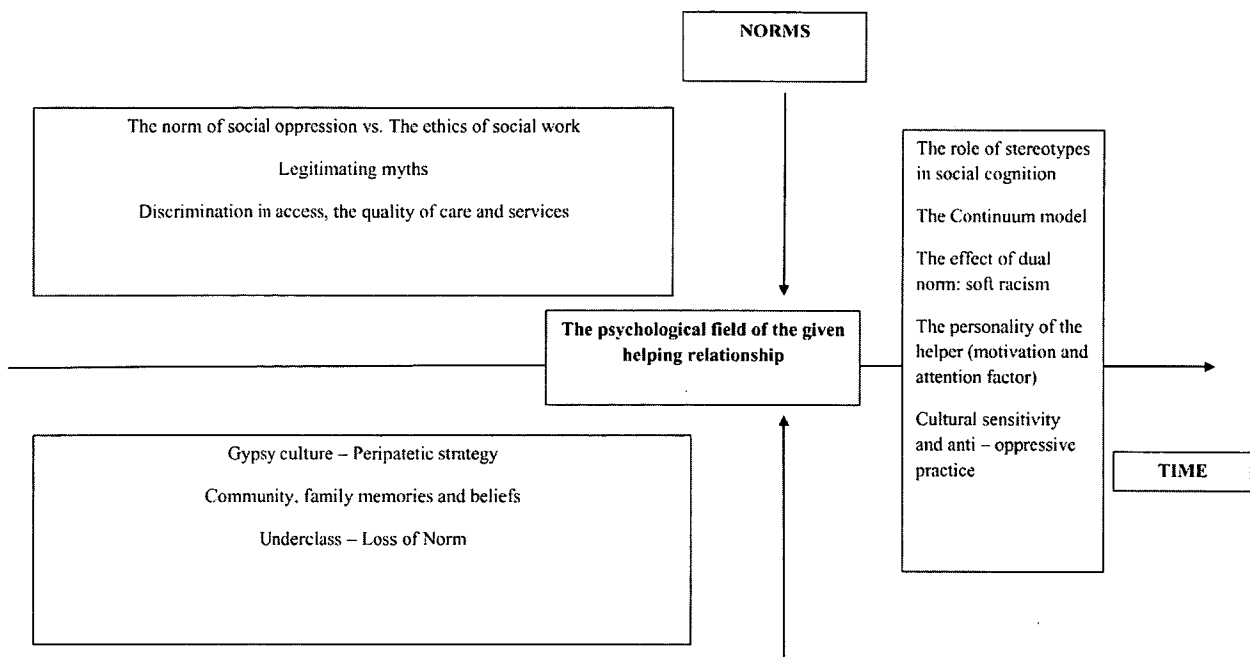 NORMS
The norm of social oppression vs. The ethics of social work
Legitimating myths
Discrimination in access, the quality of care and services
The psychological field of the given
helping relationship
The role of stereotypes
in social cognition
The Continuum model
The effect of dual
norm: soft racism
The personality of the
helper (motivation and
attention factor)
Cultural sensitivity
and anti – oppressive
practice
TIME
Gypsy culture – Peripatetic strategy
Community, family memories and beliefs
Underclass – Loss of Norm